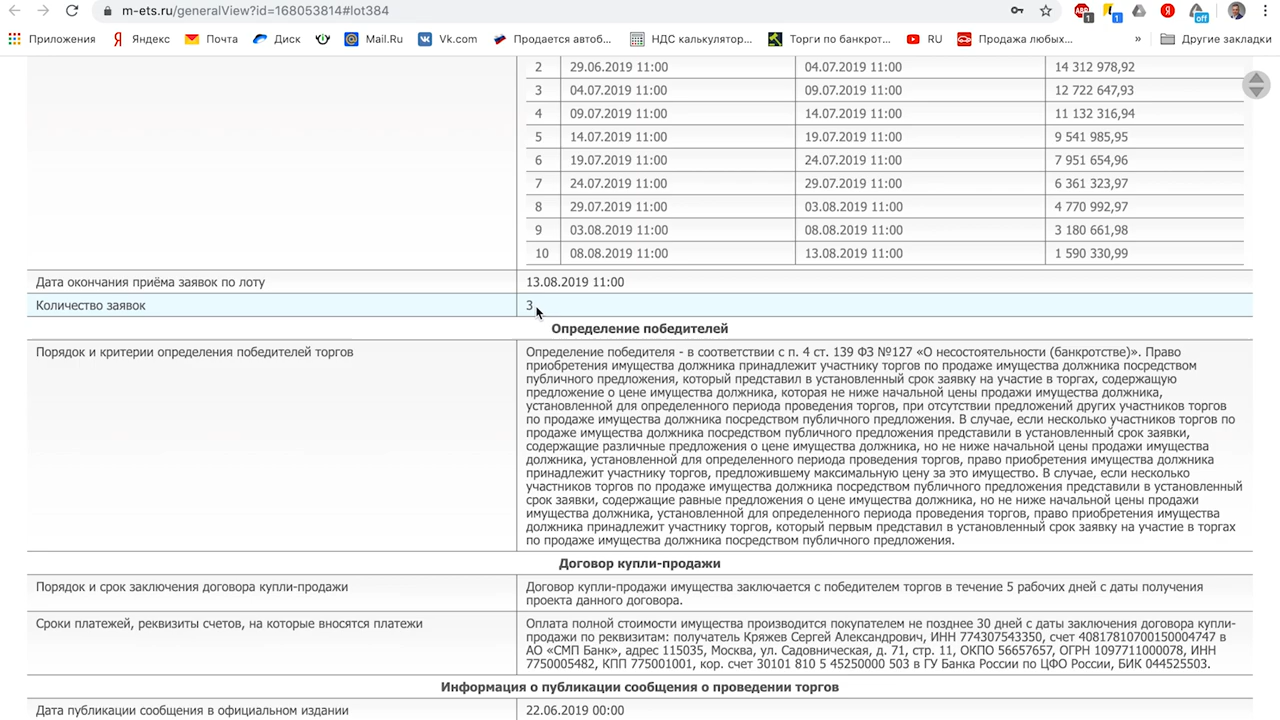 m-ets.ru/generalView?id=168053814#lot384
ABP 1 1 off
Приложения Яндекс Почта Диск Mail.Ru Vk.com Продается автоб... НДС калькулятор... Торги по банкрот... RU Продажа любых... » Другие закладки
2 29.06.2019 11:00 04.07.2019 11:00 14 312 978,92
3 04.07.2019 11:00 09.07.2019 11:00 12 722 647,93
4 09.07.2019 11:00 14.07.2019 11:00 11 132 316,94
5 14.07.2019 11:00 19.07.2019 11:00 9 541 985,95
6 19.07.2019 11:00 24.07.2019 11:00 7 951 654,96
7 24.07.2019 11:00 29.07.2019 11:00 6 361 323,97
8 29.07.2019 11:00 03.08.2019 11:00 4 770 992,97
9 03.08.2019 11:00 08.08.2019 11:00 3 180 661,98
10 08.08.2019 11:00 13.08.2019 11:00 1 590 330,99
Дата окончания приёма заявок по лоту 13.08.2019 11:00
Количество заявок 3
Определение победителей
Порядок и критерии определения победителей торгов Определение победителя - в соответствии с п. 4 ст. 139 ФЗ №127 «О несостоятельности (банкротстве)». Право
приобретения имущества должника принадлежит участнику торгов по продаже имущества должника посредством
публичного предложения, который представил в установленный срок заявку на участие в торгах, содержащую
предложение о цене имущества должника, которая не ниже начальной цены продажи имущества должника,
установленной для определенного периода проведения торгов, при отсутствии предложений других участников торгов
по продаже имущества должника посредством публичного предложения. В случае, если несколько участников торгов по
продаже имущества должника посредством публичного предложения представили в установленный срок заявки,
содержащие различные предложения о цене имущества должника, но не ниже начальной цены продажи имущества
должника, установленной для определенного периода проведения торгов, право приобретения имущества должника
принадлежит участнику торгов, предложившему максимальную цену за это имущество. В случае, если несколько
участников торгов по продаже имущества должника посредством публичного предложения представили в установленный
срок заявки, содержащие равные предложения о цене имущества должника, но не ниже начальной цены продажи
имущества должника, установленной для определенного периода проведения торгов, право приобретения имущества
должника принадлежит участнику торгов, который первым представил в установленный срок заявку на участие в торгах
по продаже имущества должника посредством публичного предложения.
Договор купли-продажи
Порядок и срок заключения договора купли-продажи Договор купли-продажи имущества заключается с победителем торгов в течение 5 рабочих дней с даты получения
проекта данного договора.
Сроки платежей, реквизиты счетов, на которые вносятся платежи Оплата полной стоимости имущества производится покупателем не позднее 30 дней с даты заключения договора купли-
продажи по реквизитам: получатель Кряжев Сергей Александрович, ИНН 774307543350, счет 40817810700150004747 в
АО «СМП Банк», адрес 115035, Москва, ул. Садовническая, д. 71, стр. 11, ОКПО 56657657, ОГРН 1097711000078, ИНН
7750005482, КПП 775001001, кор. счет 30101 810 5 45250000 503 в ГУ Банка России по ЦФО России, БИК 044525503.
Информация о публикации сообщения о проведении торгов
Дата публикации сообщения в официальном издании 22.06.2019 00:00